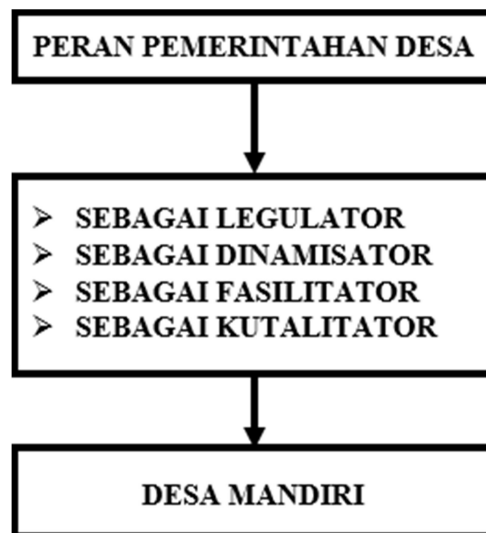 PERAN PEMERINTAHAN DESA
➢ SEBAGAI LEGULATOR
➢ SEBAGAI DINAMISATOR
➢ SEBAGAI FASILITATOR
➢ SEBAGAI KUTALITATOR
DESA MANDIRI